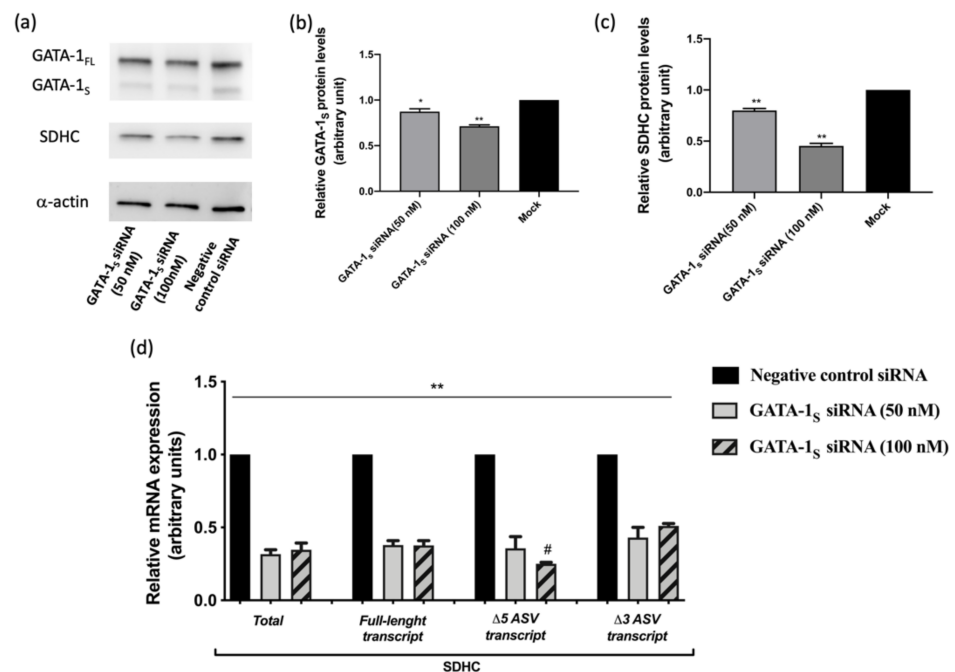 (a)
GATA-1FL
GATA-1S
SDHC
α-actin
GATA-1S siRNA
(50 nM)
GATA-1S siRNA
(100nM)
Negative
control siRNA
(b)
Relative GATA-1S protein levels
(arbitrary unit)
1.5
1.0
0.5
0.0
*
**
GATA-1S siRNA(50 nM)
GATA-1S siRNA (100 nM)
Mock
(c)
Relative SDHC protein levels
(arbitrary unit)
1.5
1.0
0.5
0.0
**
**
GATA-1S siRNA(50 nM)
GATA-1S siRNA (100 nM)
Mock
(d)
Relative mRNA expression
(arbitrary units)
1.5
1.0
0.5
0.0
**
#
Total
Full-lenght
transcript
Δ5 ASV
transcript
Δ3 ASV
transcript
SDHC
Negative control siRNA
GATA-1S siRNA (50 nM)
GATA-1S siRNA (100 nM)